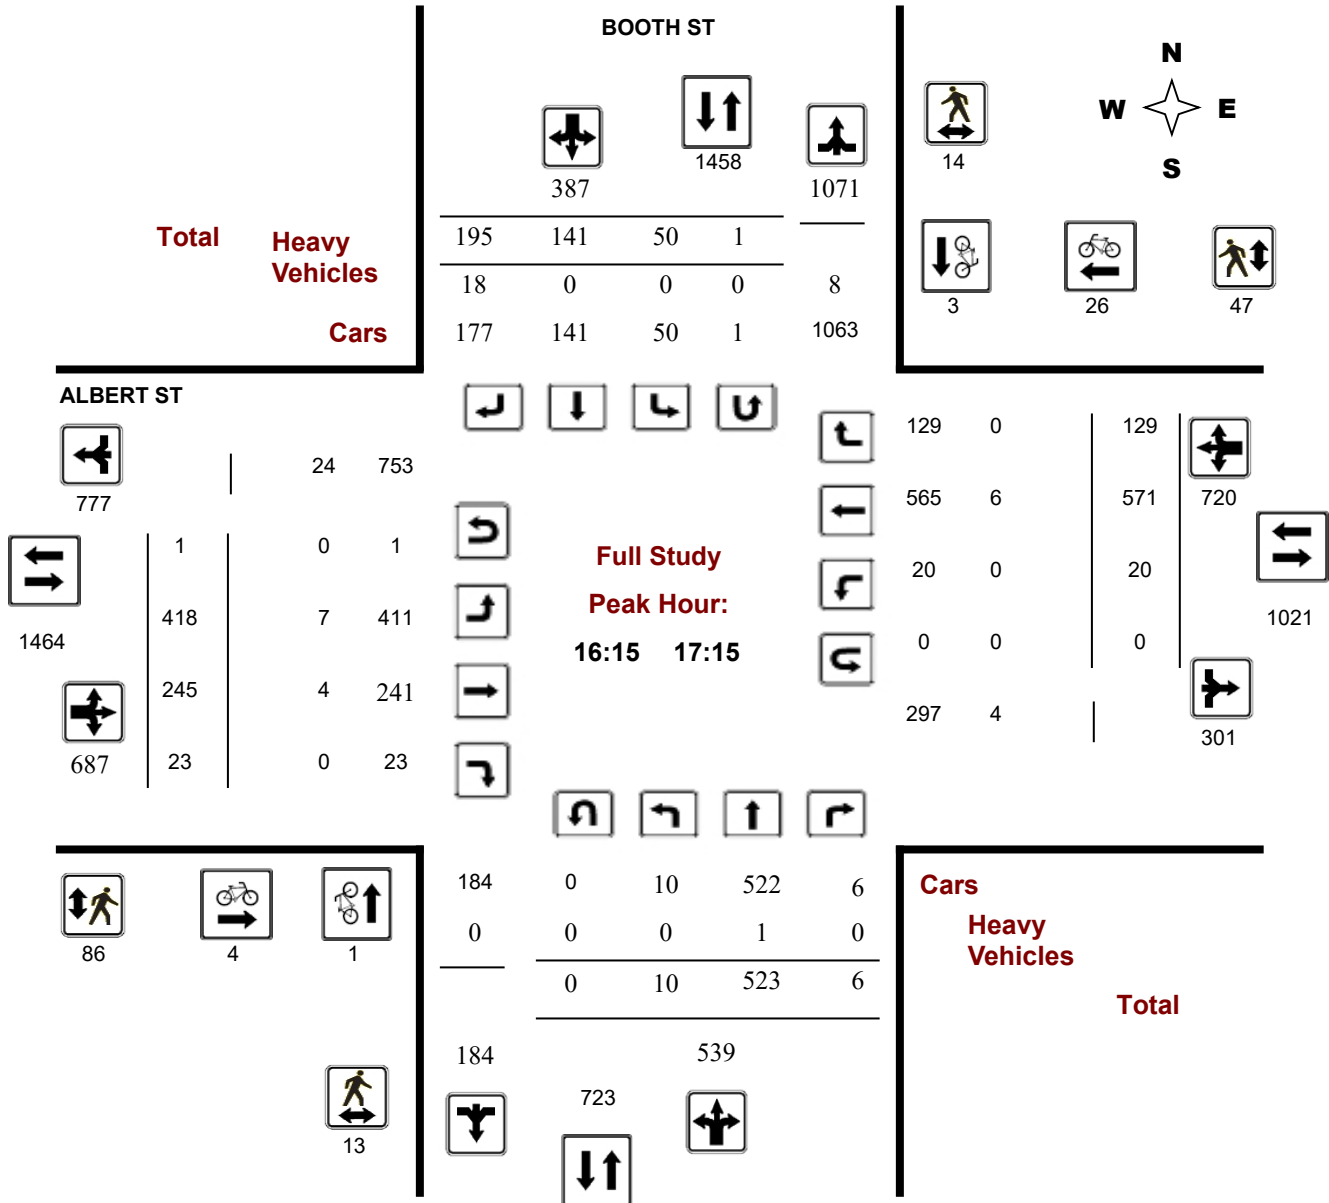 BOOTH ST
N
W E
S
1458
14
387
1071
Total
Heavy
Vehicles
195 141 50 1
18 0 0 0 8
3 26 47
Cars
177 141 50 1 1063
ALBERT ST
129 0 129
24 753
777
565 6 571
720
1 0 1
Full Study
20 0 20
Peak Hour:
418 7 411
1021
1464
16:15 17:15
0 0 0
245 4 241
297 4
301
687
23 0 23
184 0 10 522 6
Cars
0 0 0 1 0
Heavy
Vehicles
86 4 1
0 10 523 6
Total
184
539
723
13